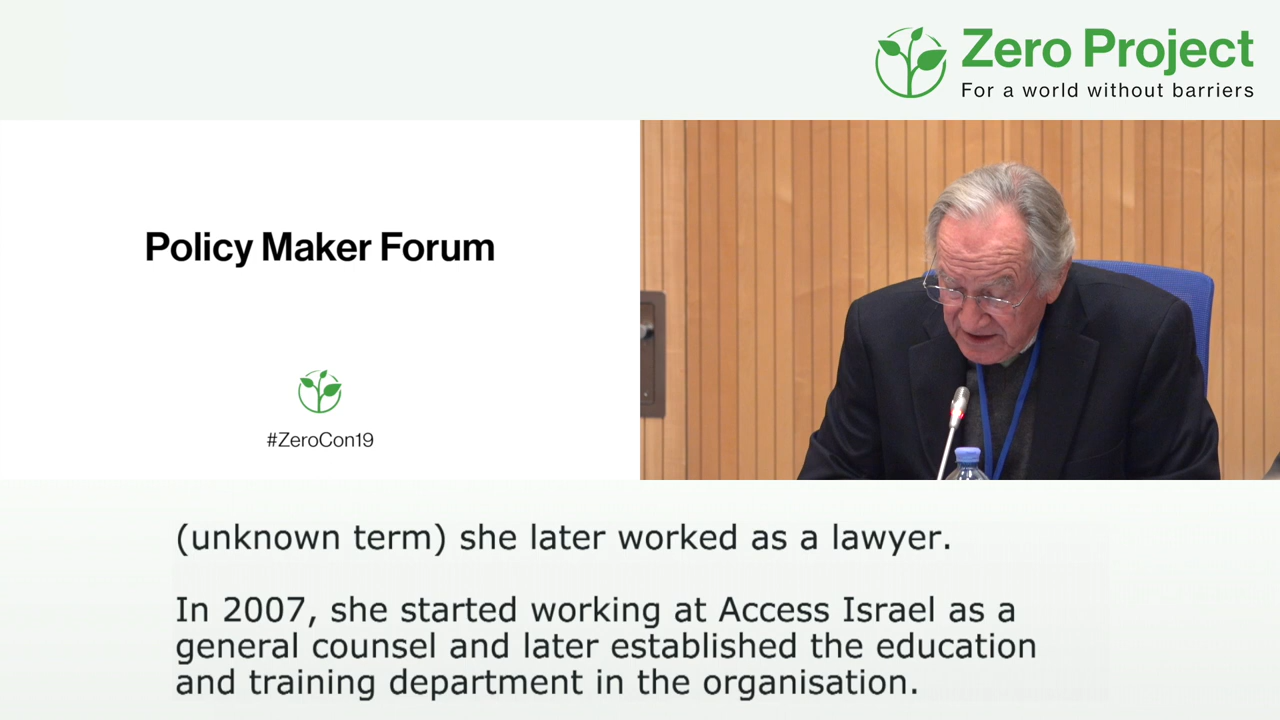 Zero Project
For a world without barriers
Policy Maker Forum
#ZeroCon19
(unknown term) she later worked as a lawyer.
In 2007, she started working at Access Israel as a
general counsel and later established the education
and training department in the organisation.